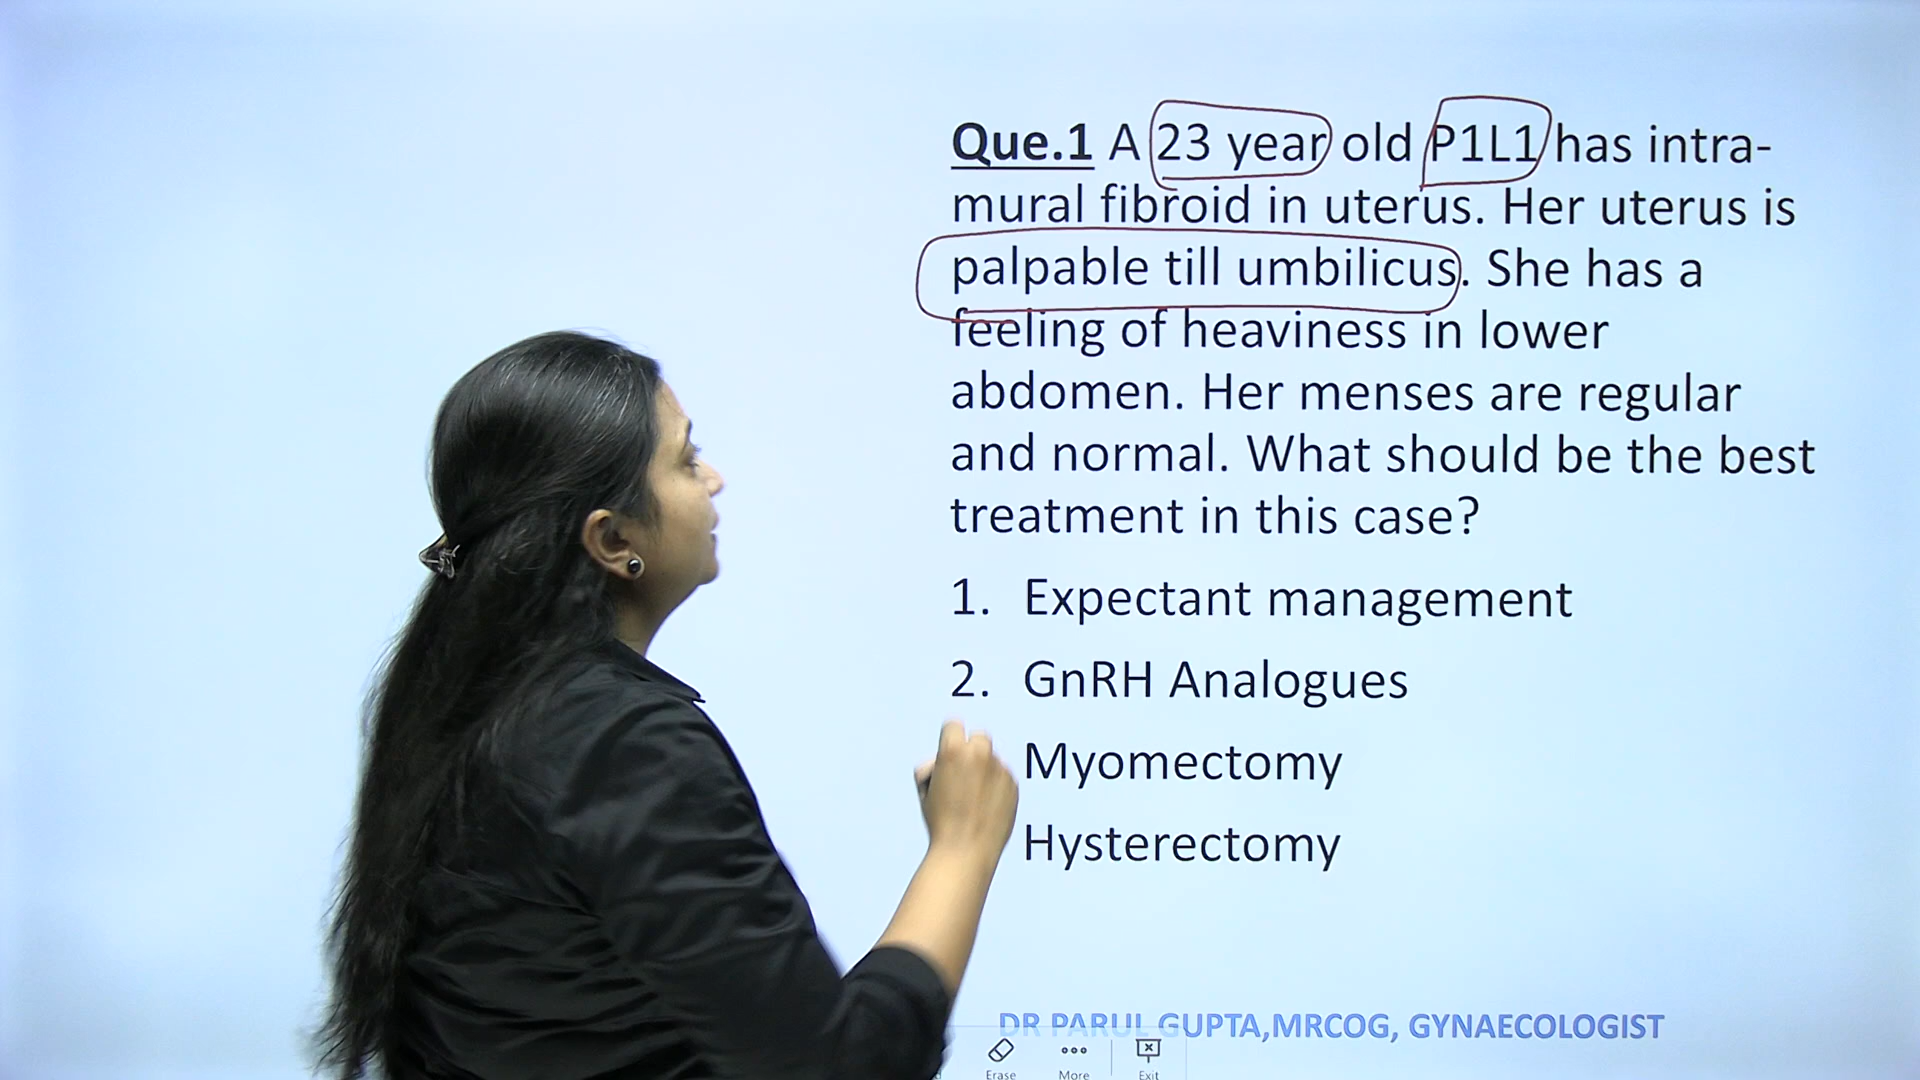 Que.1 A 23 year old P1L1 has intra-
mural fibroid in uterus. Her uterus is
palpable till umbilicus. She has a
feeling of heaviness in lower
abdomen. Her menses are regular
and normal. What should be the best
treatment in this case?
1. Expectant management
2. GnRH Analogues
Myomectomy
Hysterectomy
DR PARUL GUPTA,MRCOG, GYNAECOLOGIST
Erase More Exit